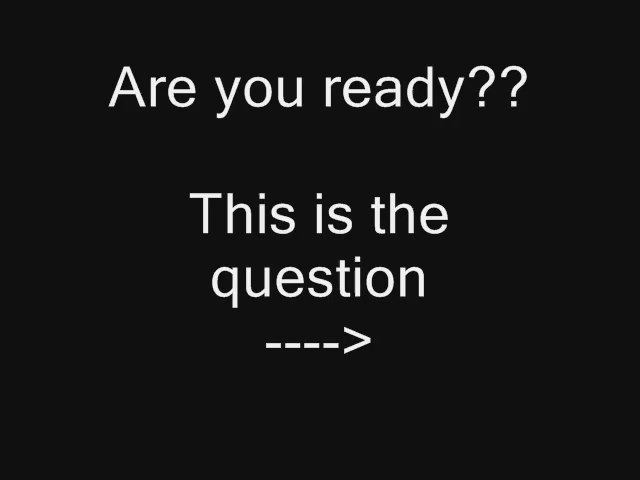 Are you ready??
This is the
question
---->